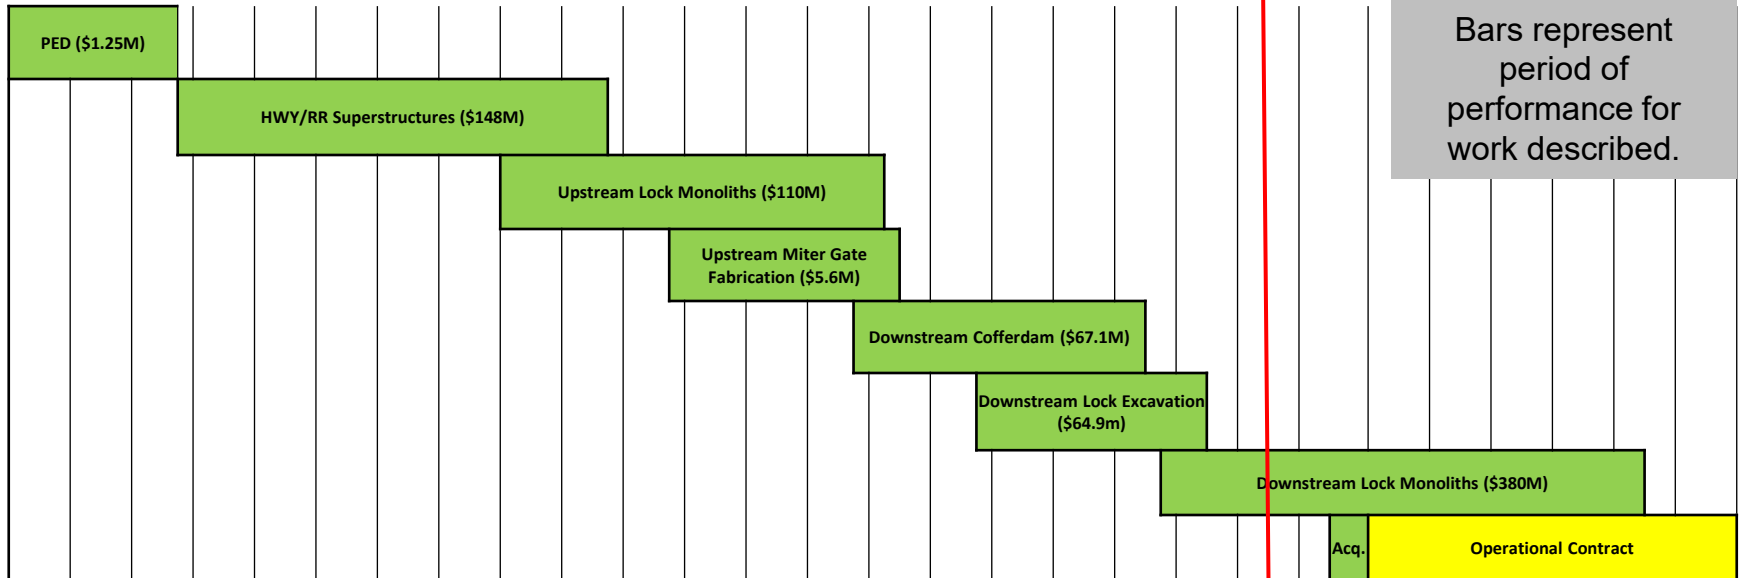 PED ($1.25M)
Bars represent
period of
performance for
work described.
HWY/RR Superstructures ($148M)
Upstream Lock Monoliths ($110M)
Upstream Miter Gate
Fabrication ($5.6M)
Downstream Cofferdam ($67.1M)
Downstream Lock Excavation
($64.9m)
Downstream Lock Monoliths ($380M)
Acq.
Operational Contract